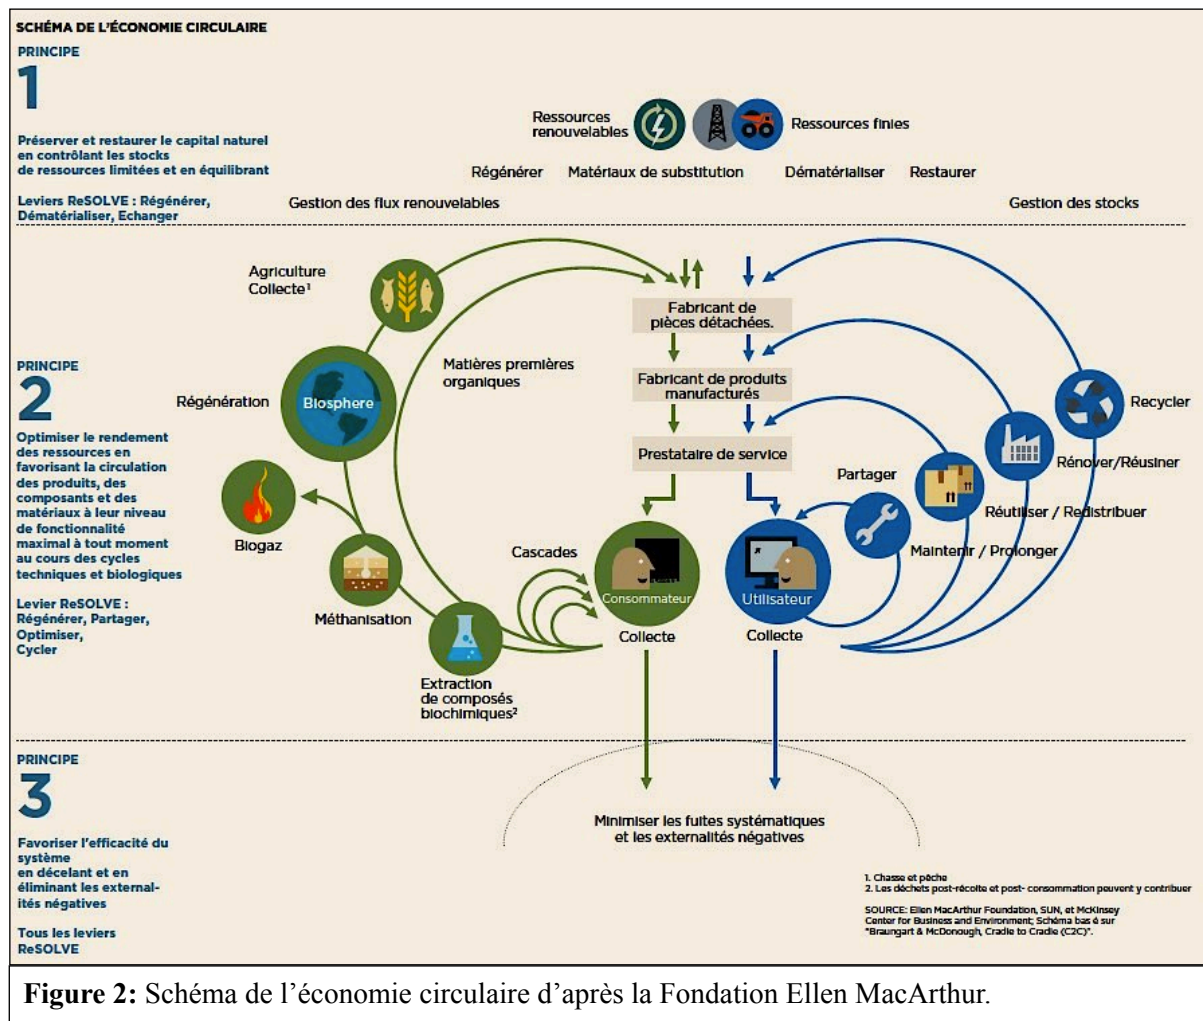 SCHÉMA DE L'ÉCONOMIE CIRCULAIRE
PRINCIPE
1
Préserver et restaurer le capital naturel
en contrôlant les stocks
de ressources limitées et en équilibrant
Leviers ReSOLVE : Régénérer,
Dématérialiser, Echanger
Ressources
renouvelables
Ressources finies
Régénérer
Matériaux de substitution
Dématérialiser
Restaurer
Gestion des flux renouvelables
Gestion des stocks
PRINCIPE
2
Optimiser le rendement
des ressources en
favorisant la circulation
des produits, des
composants et des
matériaux à leur niveau
de fonctionnalité
maximal à tout moment
au cours des cycles
techniques et biologiques
Levier ReSOLVE :
Régénérer, Partager,
Optimiser,
Cycler
Agriculture
Collecte¹
Régénération
Biosphere
Biogaz
Méthanisation
Extraction
de composés
biochimiques²
Matières premières
organiques
Cascades
Fabricant de
pièces détachées.
Fabricant de produits
manufacturés
Prestataire de service
Consommateur
Collecte
Utilisateur
Collecte
Partager
Maintenir / Prolonger
Réutiliser / Redistribuer
Rénover/Réusiner
Recycler
PRINCIPE
3
Favoriser l'efficacité du
système
en décelant et en
éliminant les external-
ités négatives
Tous les leviers
ReSOLVE
Minimiser les fuites systématiques
et les externalités négatives
1. Chasse et pêche
2. Les déchets post-récolte et post- consommation peuvent y contribuer
SOURCE: Ellen MacArthur Foundation, SUN, et McKinsey
Center for Business and Environment; Schéma bas é sur
"Braungart & McDonough, Cradle to Cradle (C2C)".
Figure 2: Schéma de l'économie circulaire d'après la Fondation Ellen MacArthur.